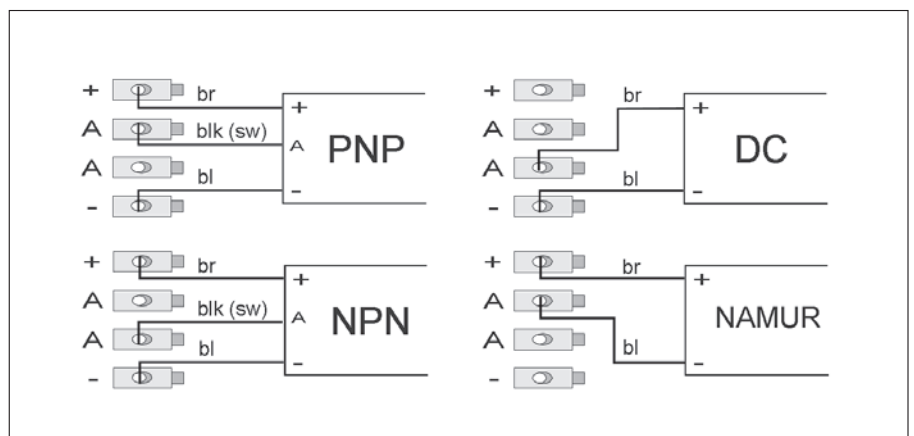 + br +
A blk (sw) A PNP
A
- bl -
+ br +
A
A DC
- bl -
+ br +
A blk (sw) A NPN
A
- bl -
+ br +
A NAMUR
A bl -
-